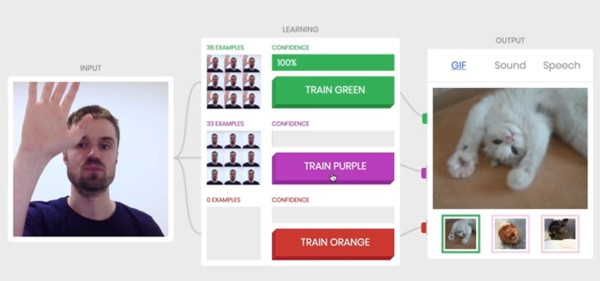 INPUT
LEARNING
36 EXAMPLES
CONFIDENCE
100%
TRAIN GREEN
33 EXAMPLES
CONFIDENCE
TRAIN PURPLE
0 EXAMPLES
CONFIDENCE
TRAIN ORANGE
OUTPUT
GIF Sound Speech